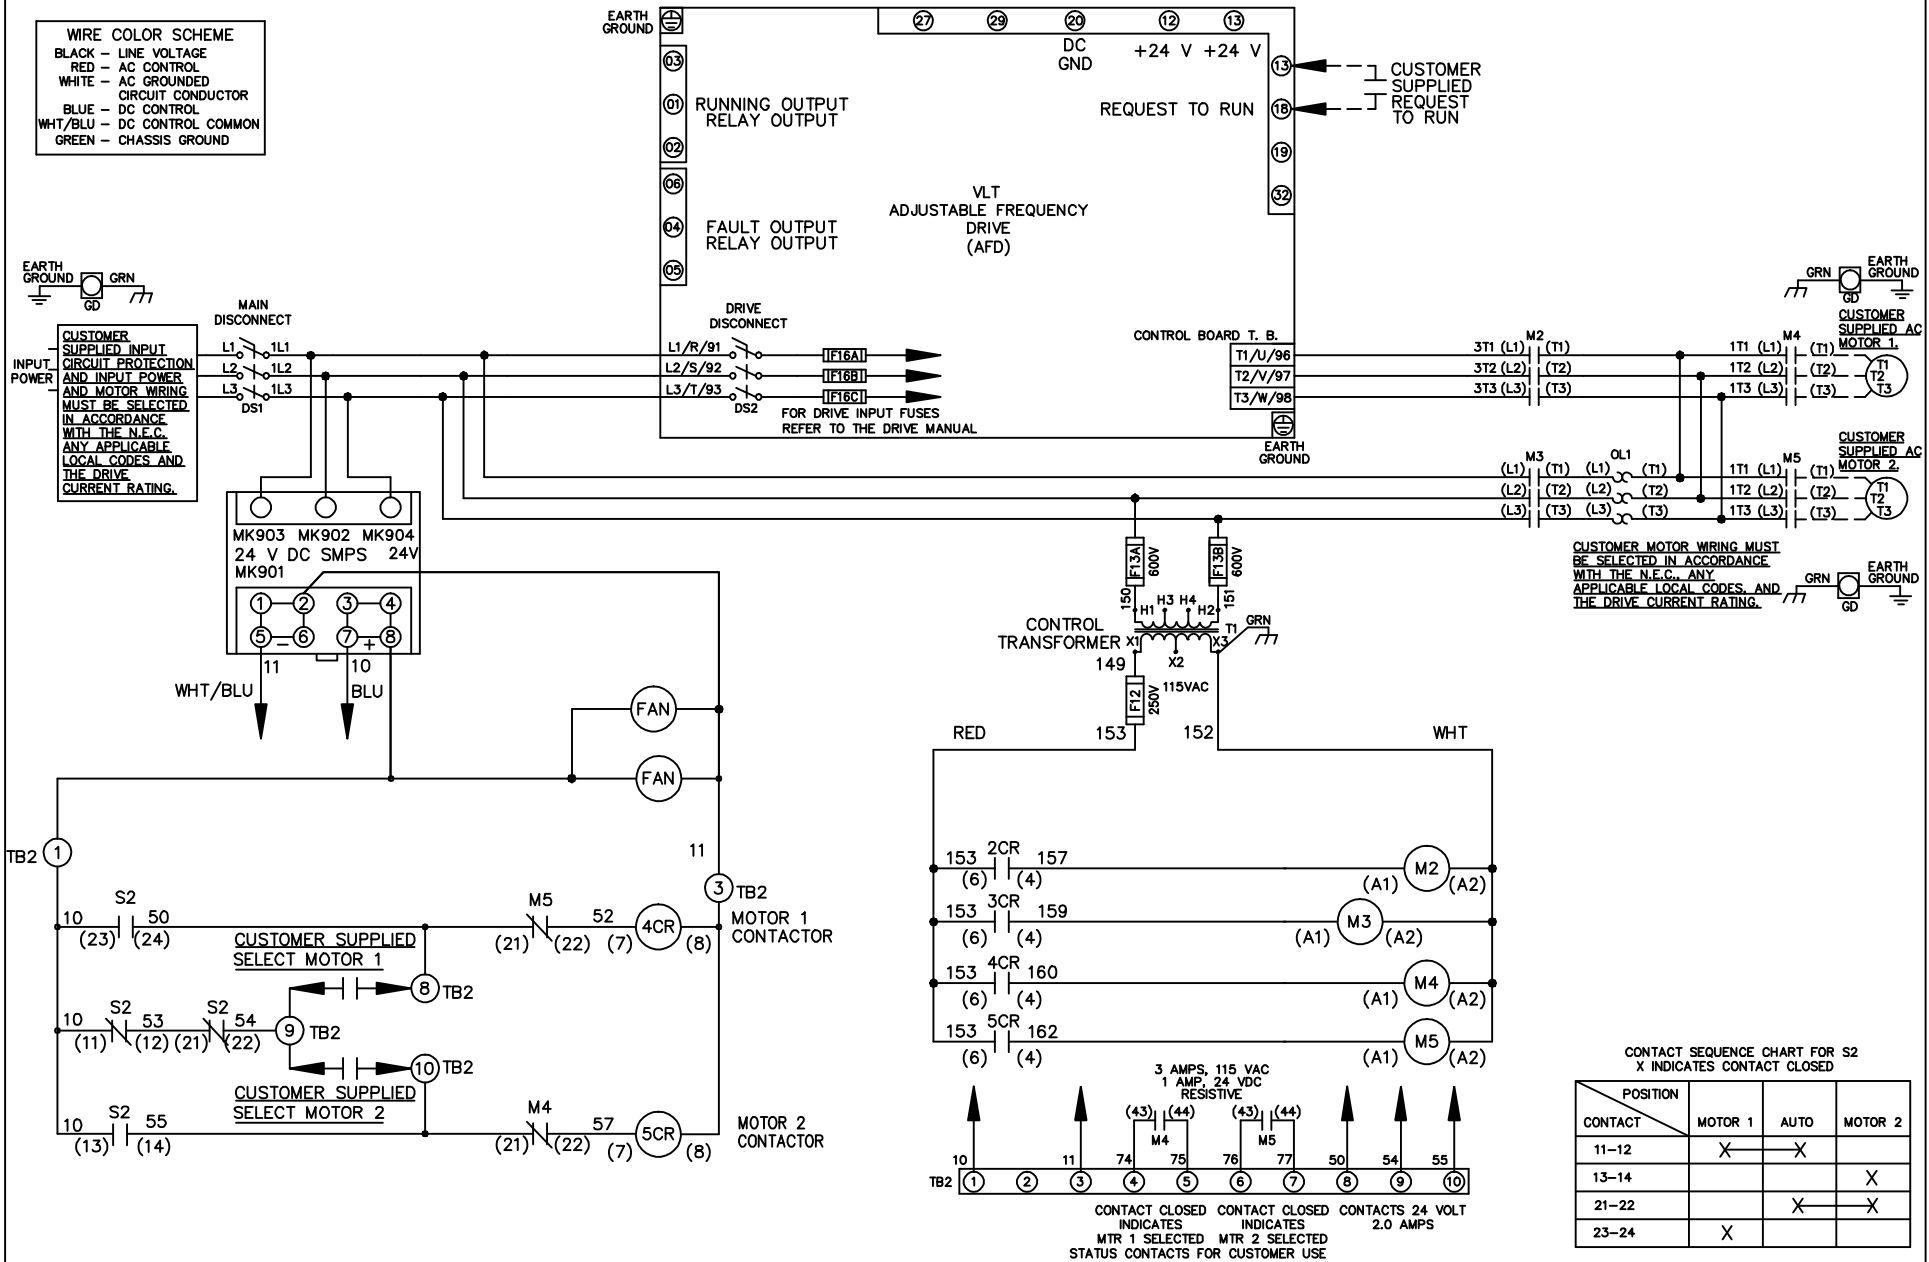 WIRE COLOR SCHEME
BLACK – LINE VOLTAGE
RED – AC CONTROL
WHITE – AC GROUNDED
CIRCUIT CONDUCTOR
BLUE – DC CONTROL
WHT/BLU – DC CONTROL COMMON
GREEN – CHASSIS GROUND
EARTH
GROUND
27 29 20 12 13
DC
GND
+24 V +24 V
03
01
02
RUNNING OUTPUT
RELAY OUTPUT
06
04
05
FAULT OUTPUT
RELAY OUTPUT
13
18
19
32
REQUEST TO RUN
CUSTOMER
SUPPLIED
REQUEST
TO RUN
VLT
ADJUSTABLE FREQUENCY
DRIVE
(AFD)
EARTH
GROUND
GRN
GD
MAIN
DISCONNECT
L1 1L1
L2 1L2
L3 1L3
DS1
INPUT
POWER
CUSTOMER
SUPPLIED INPUT
CIRCUIT PROTECTION
AND INPUT POWER
AND MOTOR WIRING
MUST BE SELECTED
IN ACCORDANCE
WITH THE N.E.C.
ANY APPLICABLE
LOCAL CODES AND
THE DRIVE
CURRENT RATING.
DRIVE
DISCONNECT
L1/R/91
L2/S/92
L3/T/93
DS2
F16A
F16B
F16C
FOR DRIVE INPUT FUSES
REFER TO THE DRIVE MANUAL
CONTROL BOARD T. B.
T1/U/96
T2/V/97
T3/W/98
EARTH
GROUND
M2
3T1 (L1) (T1)
3T2 (L2) (T2)
3T3 (L3) (T3)
M4
1T1 (L1) (T1)
1T2 (L2) (T2)
1T3 (L3) (T3)
GRN
GD
EARTH
GROUND
CUSTOMER
SUPPLIED AC
MOTOR 1.
T1
T2
T3
M3 OL1
(L1) (T1) (L1) (T1)
(L2) (T2) (L2) (T2)
(L3) (T3) (L3) (T3)
M5
1T1 (L1) (T1)
1T2 (L2) (T2)
1T3 (L3) (T3)
CUSTOMER
SUPPLIED AC
MOTOR 2.
T1
T2
T3
CUSTOMER MOTOR WIRING MUST
BE SELECTED IN ACCORDANCE
WITH THE N.E.C., ANY
APPLICABLE LOCAL CODES, AND
THE DRIVE CURRENT RATING.
GRN
GD
EARTH
GROUND
MK903 MK902 MK904
24 V DC SMPS 24V
MK901
1 2 3 4
5 – 6 7 + 8
11 10
WHT/BLU BLU
FAN
FAN
F13A
600V
F13B
600V
150 151
H1 H3 H4 H2
T1
GRN
CONTROL
TRANSFORMER
X1 X2 X3
149
115VAC
F12
250V
153 152
RED WHT
TB2 1
11
3 TB2
S2
10 50
(23) (24)
M5
52
(21) (22) (7) 4CR (8)
MOTOR 1
CONTACTOR
CUSTOMER SUPPLIED
SELECT MOTOR 1
8 TB2
S2 S2
10 53 54
(11) (12) (21) (22)
9 TB2
10 TB2
CUSTOMER SUPPLIED
SELECT MOTOR 2
S2
10 55
(13) (14)
M4
57
(21) (22) (7) 5CR (8)
MOTOR 2
CONTACTOR
153 2CR 157
(6) (4)
(A1) M2 (A2)
153 3CR 159
(6) (4)
(A1) M3 (A2)
153 4CR 160
(6) (4)
(A1) M4 (A2)
153 5CR 162
(6) (4)
(A1) M5 (A2)
3 AMPS, 115 VAC
1 AMP, 24 VDC
RESISTIVE
(43) (44) (43) (44)
M4 M5
10 11 74 75 76 77 50 54 55
TB2 1 2 3 4 5 6 7 8 9 10
CONTACT CLOSED
INDICATES
MTR 1 SELECTED
CONTACT CLOSED
INDICATES
MTR 2 SELECTED
STATUS CONTACTS FOR CUSTOMER USE
CONTACTS 24 VOLT
2.0 AMPS
CONTACT SEQUENCE CHART FOR S2
X INDICATES CONTACT CLOSED
POSITION
CONTACT MOTOR 1 AUTO MOTOR 2
11–12 X X
13–14 X
21–22 X X
23–24 X